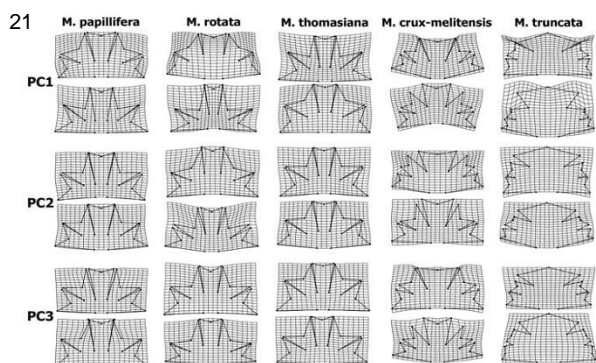 21
M. papillifera M. rotata M. thomasiana M. crux-melitensis M. truncata
PC1
PC2
PC3